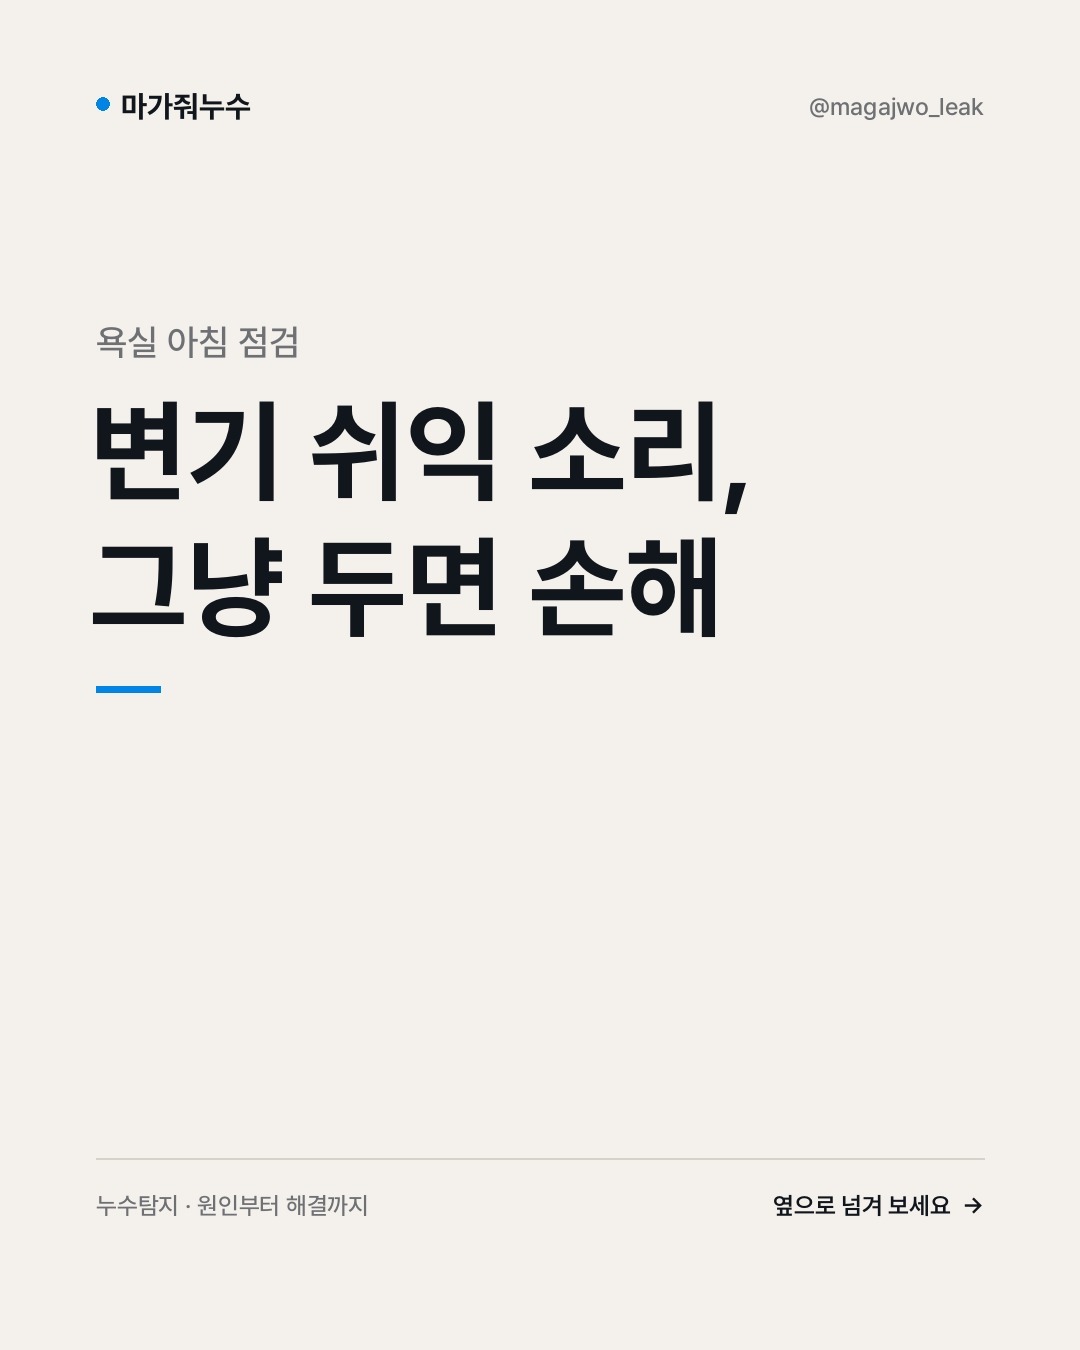 마가줘누수
@magajwo_leak
욕실 아침 점검
변기 쉬익 소리,
그냥 두면 손해
누수탐지 · 원인부터 해결까지
옆으로 넘겨 보세요 →